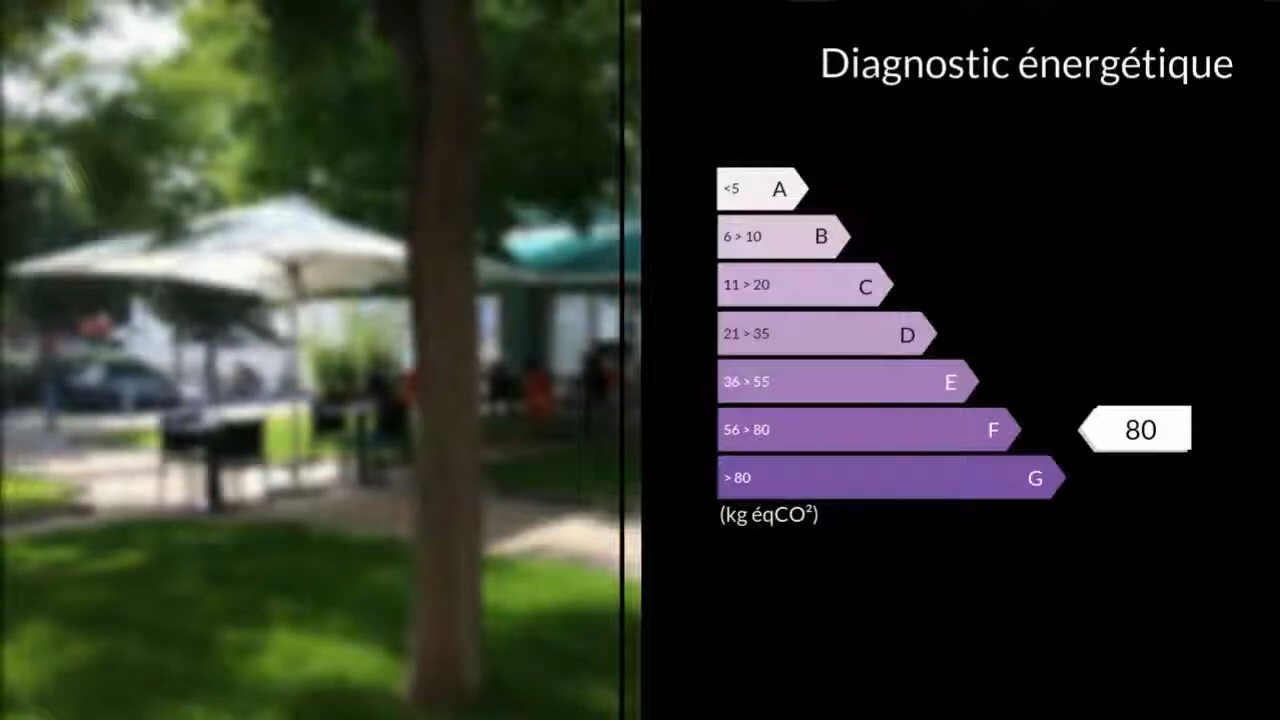 Diagnostic énergétique
<5 A
6 > 10 B
11 > 20 C
21 > 35 D
36 > 55 E
56 > 80 F
80
> 80 G
(kg éqCO²)